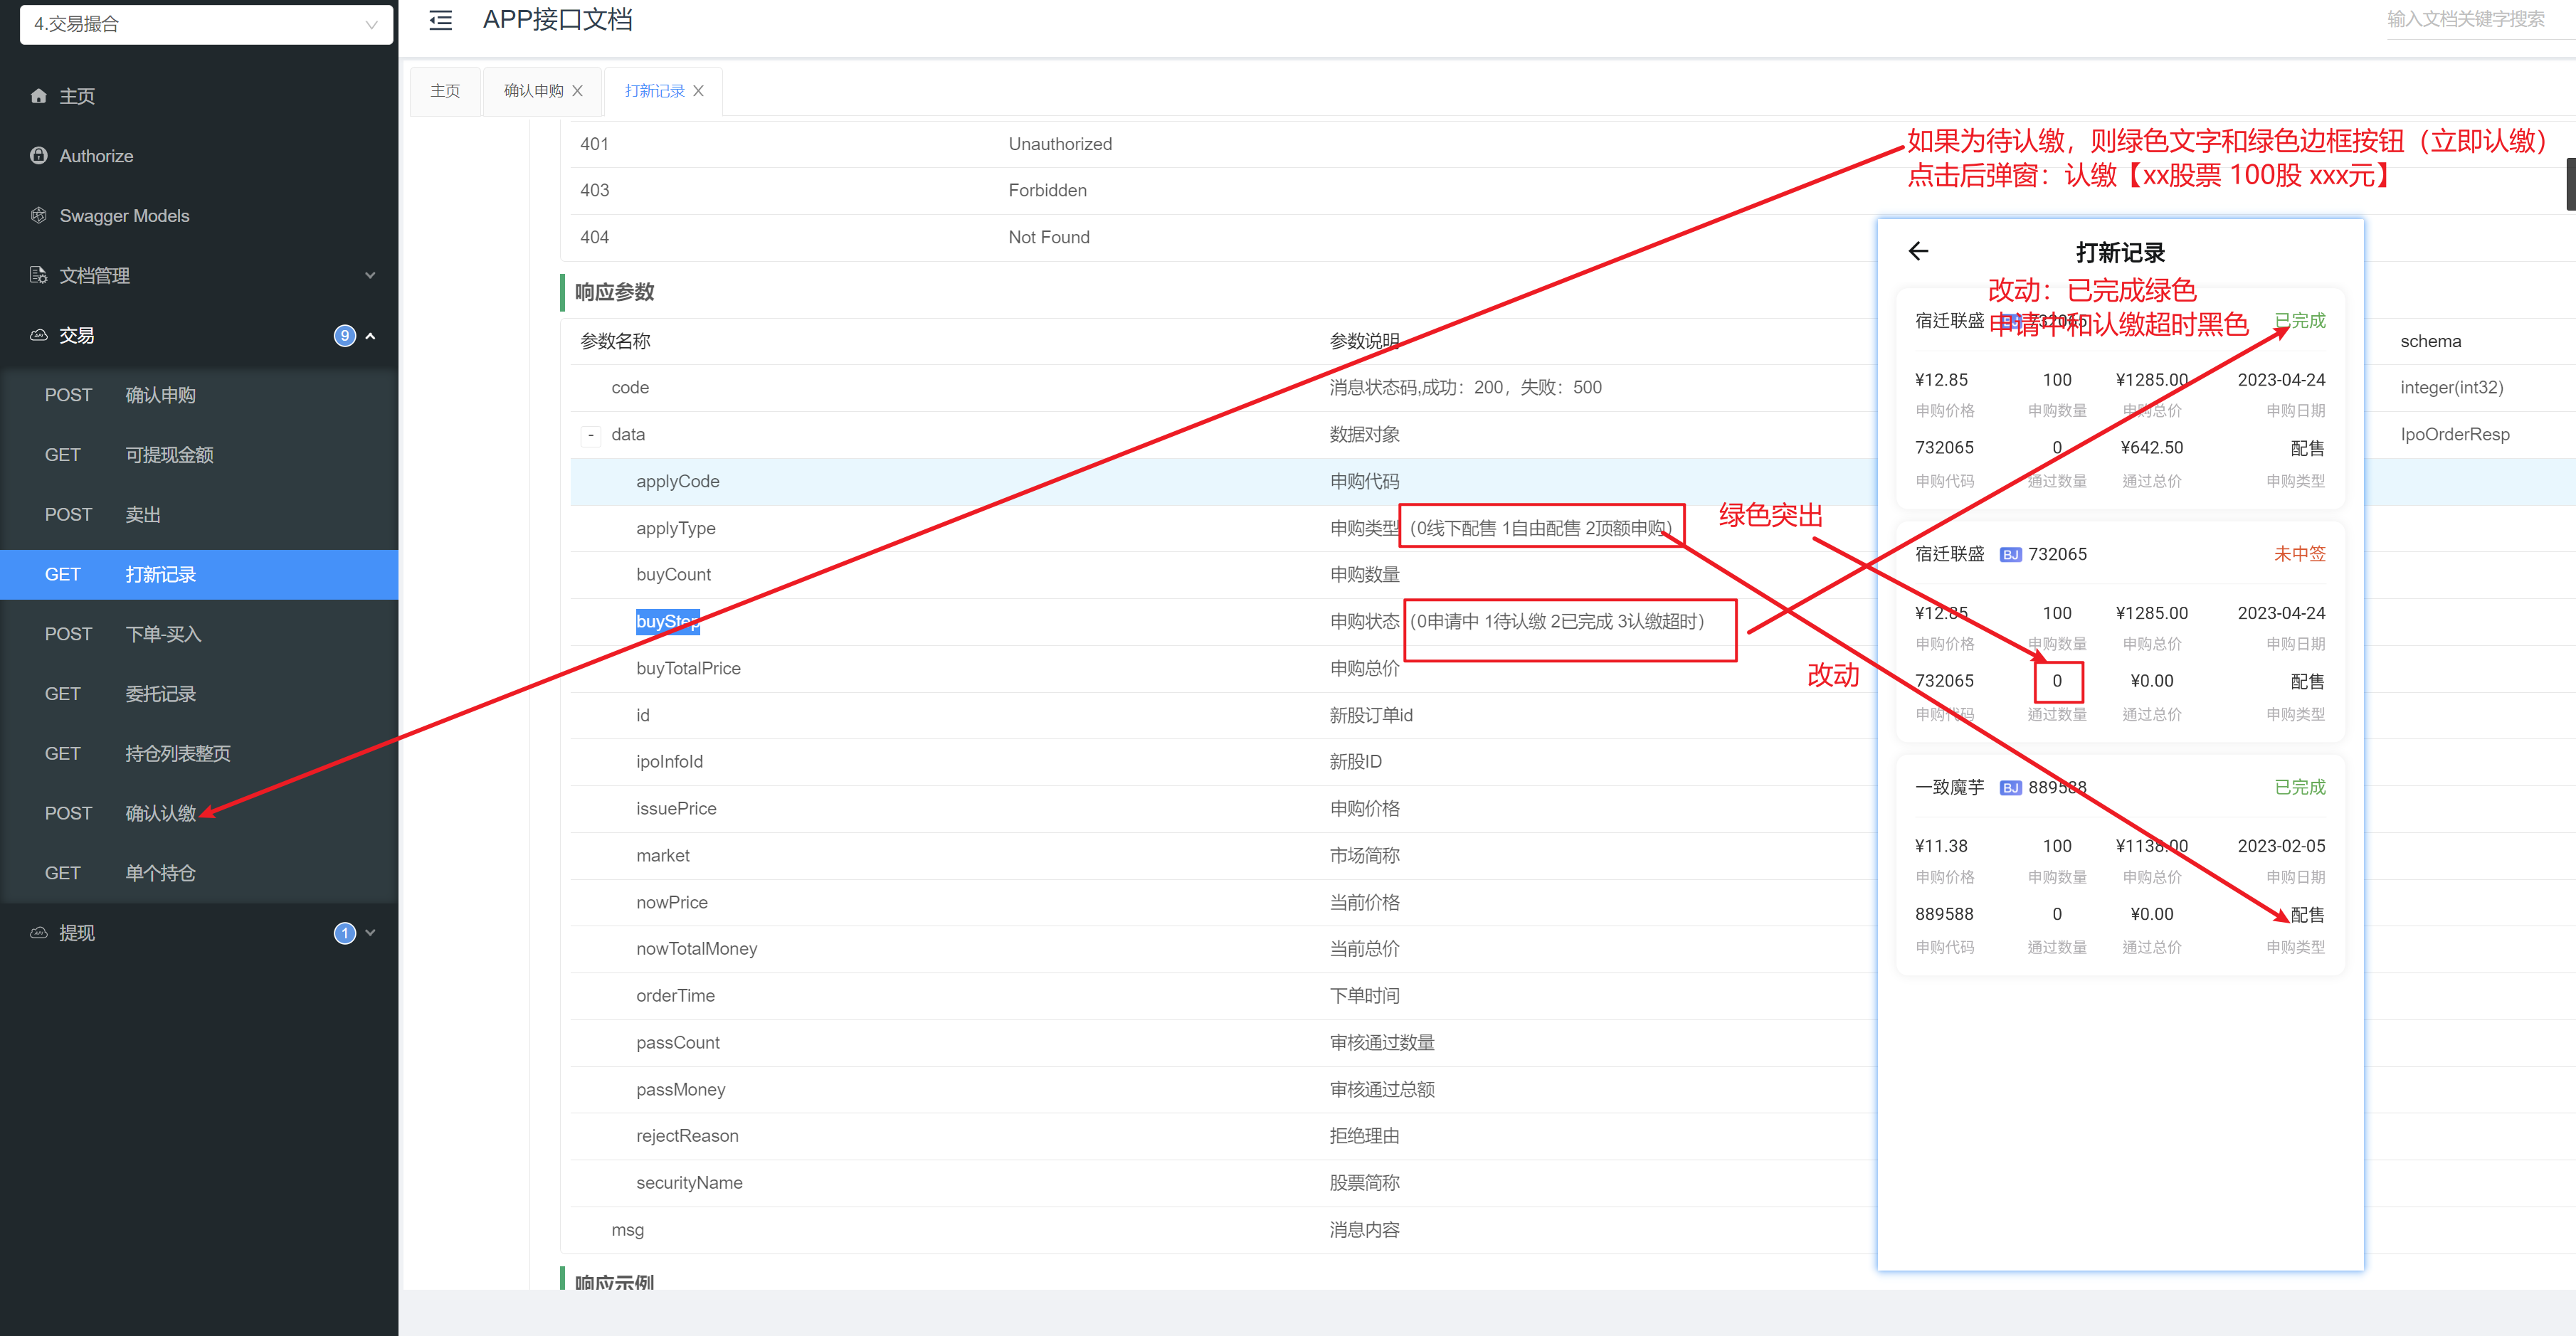 4.交易撮合
主页
Authorize
Swagger Models
文档管理
交易
9
POST 确认申购
GET 可提现金额
POST 卖出
GET 打新记录
POST 下单-买入
GET 委托记录
GET 持仓列表整页
POST 确认认缴
GET 单个持仓
提现
1
APP接口文档
输入文档关键字搜索
主页
确认申购
打新记录
401 Unauthorized
403 Forbidden
404 Not Found
响应参数
参数名称 参数说明 schema
code 消息状态码,成功：200，失败：500 integer(int32)
- data 数据对象 IpoOrderResp
applyCode 申购代码
applyType 申购类型（0线下配售 1自由配售 2顶额申购）
buyCount 申购数量
buyStep 申购状态（0申请中 1待认缴 2已完成 3认缴超时）
buyTotalPrice 申购总价
id 新股订单id
ipoInfoId 新股ID
issuePrice 申购价格
market 市场简称
nowPrice 当前价格
nowTotalMoney 当前总价
orderTime 下单时间
passCount 审核通过数量
passMoney 审核通过总额
rejectReason 拒绝理由
securityName 股票简称
msg 消息内容
响应示例
如果为待认缴，则绿色文字和绿色边框按钮（立即认缴）
点击后弹窗：认缴【xx股票 100股 xxx元】
绿色突出
改动
打新记录
改动：已完成绿色
申请中和认缴超时黑色
宿迁联盛 732065 已完成
¥12.85 100 ¥1285.00 2023-04-24
申购价格 申购数量 申购总价 申购日期
732065 0 ¥642.50 配售
申购代码 通过数量 通过总价 申购类型
宿迁联盛 BJ 732065 未中签
¥12.85 100 ¥1285.00 2023-04-24
申购价格 申购数量 申购总价 申购日期
732065 0 ¥0.00 配售
申购代码 通过数量 通过总价 申购类型
一致魔芋 BJ 889588 已完成
¥11.38 100 ¥1138.00 2023-02-05
申购价格 申购数量 申购总价 申购日期
889588 0 ¥0.00 配售
申购代码 通过数量 通过总价 申购类型